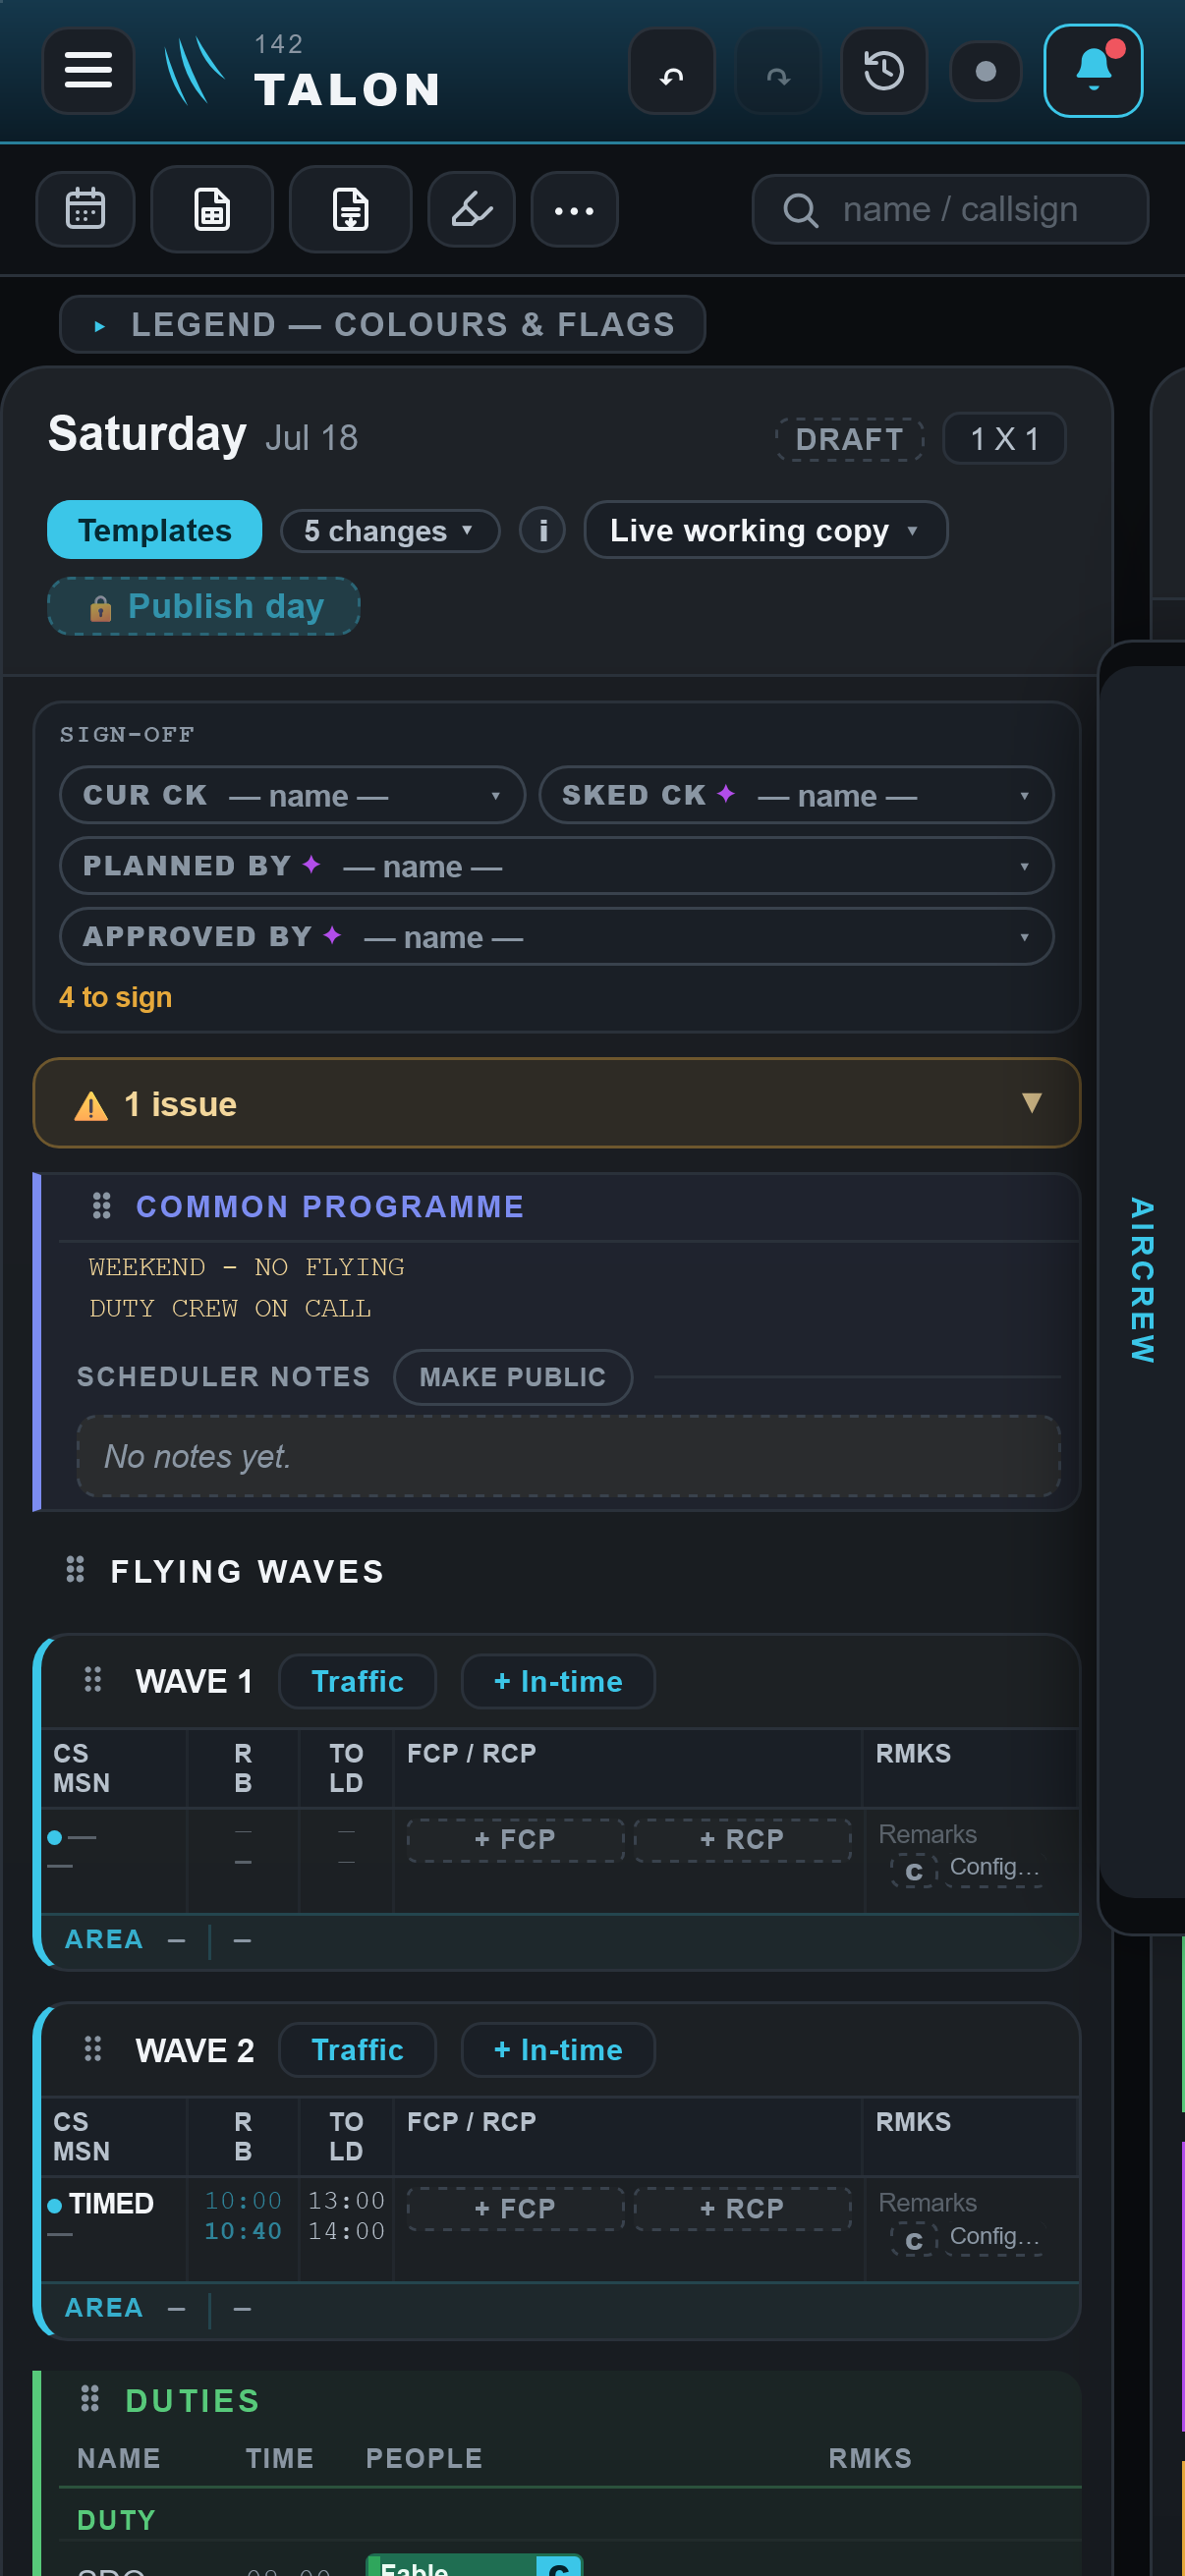 142
TALON
name / callsign
LEGEND — COLOURS & FLAGS
Saturday Jul 18 DRAFT 1 X 1
Templates 5 changes i Live working copy
Publish day
SIGN-OFF
CUR CK — name — SKED CK — name —
PLANNED BY — name —
APPROVED BY — name —
4 to sign
1 issue
COMMON PROGRAMME
WEEKEND – NO FLYING
DUTY CREW ON CALL
AIRCREW
SCHEDULER NOTES MAKE PUBLIC
No notes yet.
FLYING WAVES
WAVE 1 Traffic + In-time
CS R TO FCP / RCP RMKS
MSN B LD
— — — + FCP + RCP Remarks
— — — C Config...
AREA — | —
WAVE 2 Traffic + In-time
CS R TO FCP / RCP RMKS
MSN B LD
TIMED 10:00 13:00 + FCP + RCP Remarks
— 10:40 14:00 C Config...
AREA — | —
DUTIES
NAME TIME PEOPLE RMKS
DUTY
Fable C